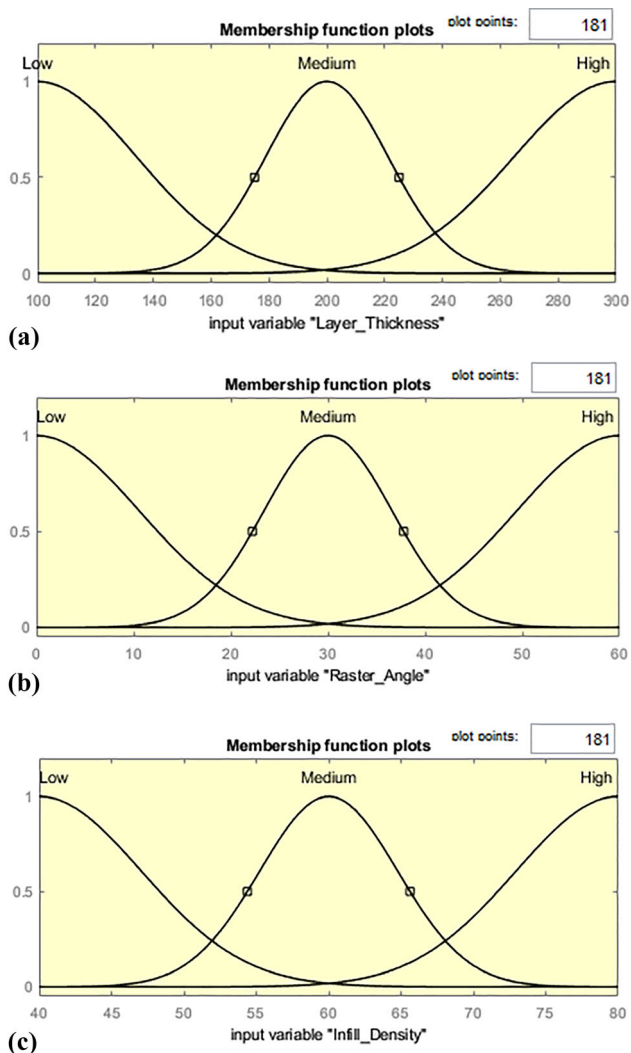 Membership function plots plot points: 181
Low Medium High
1
0.5
0
100 120 140 160 180 200 220 240 260 280 300
input variable "Layer_Thickness"
(a)
Membership function plots plot points: 181
Low Medium High
1
0.5
0
0 10 20 30 40 50 60
input variable "Raster_Angle"
(b)
Membership function plots plot points: 181
Low Medium High
1
0.5
0
40 45 50 55 60 65 70 75 80
input variable "Infill_Density"
(c)